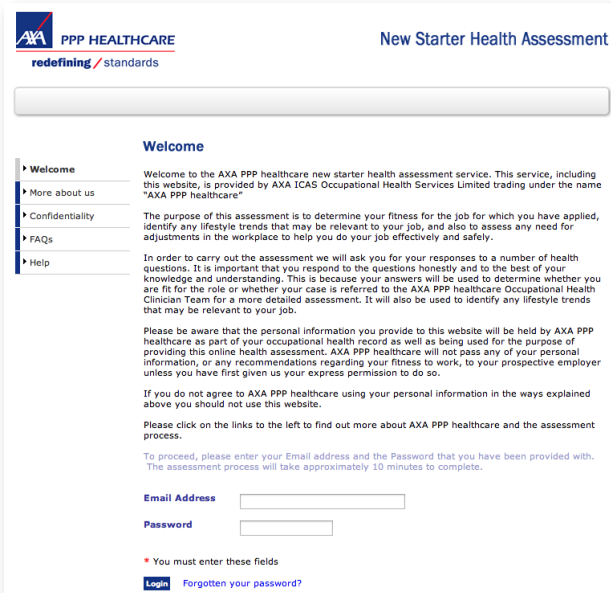 AXA PPP HEALTHCARE
redefining / standards
New Starter Health Assessment
Welcome
More about us
Confidentiality
FAQs
Help
Welcome
Welcome to the AXA PPP healthcare new starter health assessment service. This service, including
this website, is provided by AXA ICAS Occupational Health Services Limited trading under the name
"AXA PPP healthcare"
The purpose of this assessment is to determine your fitness for the job for which you have applied,
identify any lifestyle trends that may be relevant to your job, and also to assess any need for
adjustments in the workplace to help you do your job effectively and safely.
In order to carry out the assessment we will ask you for your responses to a number of health
questions. It is important that you respond to the questions honestly and to the best of your
knowledge and understanding. This is because your answers will be used to determine whether you
are fit for the role or whether your case is referred to the AXA PPP healthcare Occupational Health
Clinician Team for a more detailed assessment. It will also be used to identify any lifestyle trends
that may be relevant to your job.
Please be aware that the personal information you provide to this website will be held by AXA PPP
healthcare as part of your occupational health record as well as being used for the purpose of
providing this online health assessment. AXA PPP healthcare will not pass any of your personal
information, or any recommendations regarding your fitness to work, to your prospective employer
unless you have first given us your express permission to do so.
If you do not agree to AXA PPP healthcare using your personal information in the ways explained
above you should not use this website.
Please click on the links to the left to find out more about AXA PPP healthcare and the assessment
process.
To proceed, please enter your Email address and the Password that you have been provided with.
The assessment process will take approximately 10 minutes to complete.
Email Address
Password
* You must enter these fields
Login Forgotten your password?